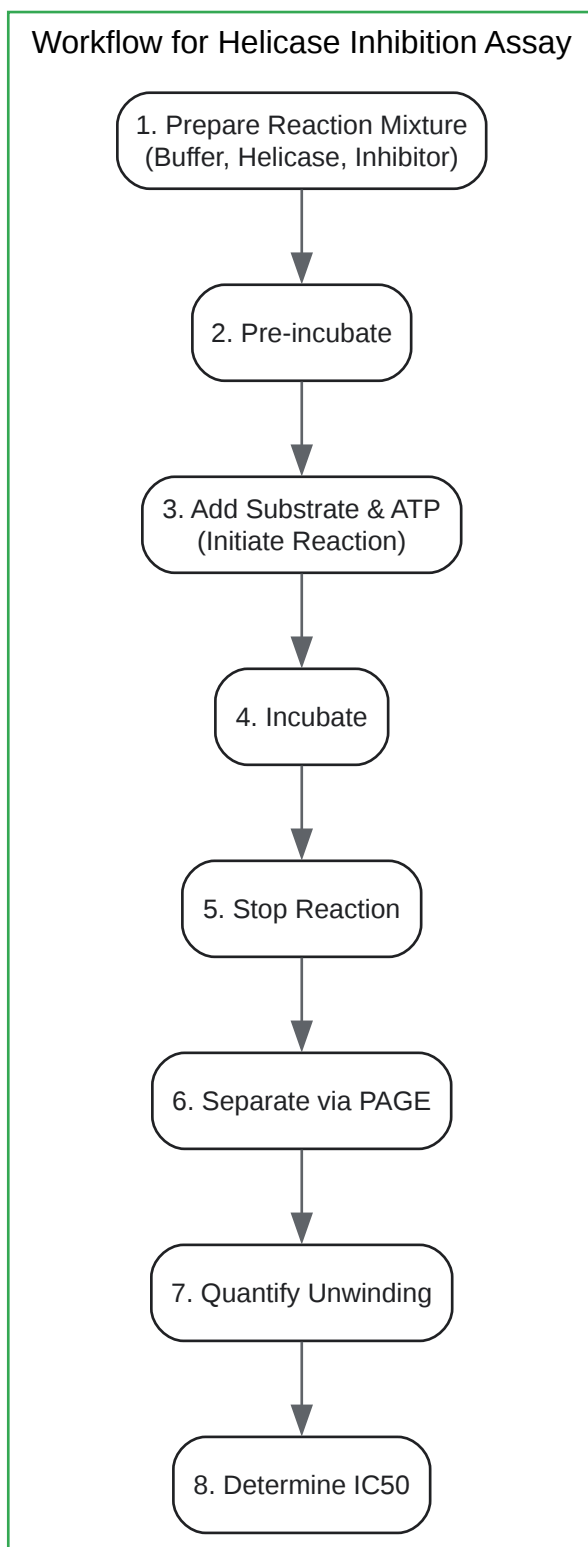 Workflow for Helicase Inhibition Assay
1. Prepare Reaction Mixture
(Buffer, Helicase, Inhibitor)
2. Pre-incubate
3. Add Substrate & ATP
(Initiate Reaction)
4. Incubate
5. Stop Reaction
6. Separate via PAGE
7. Quantify Unwinding
8. Determine IC50